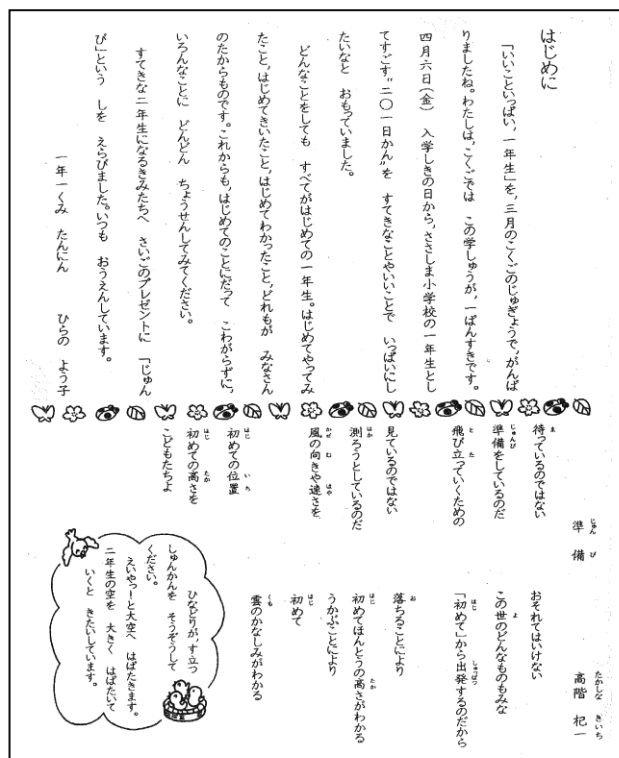 はじめに
「いいこといっぱい、一年生」を、三月のこくごのじゅぎょうで、がんば
りましたね。わたしは、こくごでは この学しゅうが、一ばんすきです。
四月六日(金) 入学しきの日から、ささしま小学校の一年生とし
てすごす、“二〇一日かん”を すてきなことやいいことで いっぱいにし
たいなと おもっていました。
どんなことをしても すべてがはじめての一年生。はじめてやってみ
たこと、はじめてきいたこと、はじめてわかったこと、どれもが みなさん
のたからものです。これからも、はじめてのことにだって こわがらずに、
いろんなことに どんどん ちょうせんしてみてください。
すてきな二年生になるきみたちへ さいごのプレゼントに 「じゅん
び」という しを えらびました。いつも おうえんしています。
一年一くみ たんにん ひらの よう子
準備
高階 杞一
待っているのではない
準備をしているのだ
飛び立っていくための
見ているのではない
測ろうとしているのだ
風の向きや速さを
初めての位置
初めての高さを
こどもたちよ
おそれてはいけない
この世のどんなものもみな
「初めて」から出発するのだから
落ちることにより
初めてほんとうの高さがわかる
うかぶことにより
初めて
雲のかなしみがわかる
ひなどりが、す立つ
しゅんかんを そうぞうして
ください。
えいやっーと大空へ はばたきます。
二年生の空を 大きく はばたいて
いくと きたいしています。